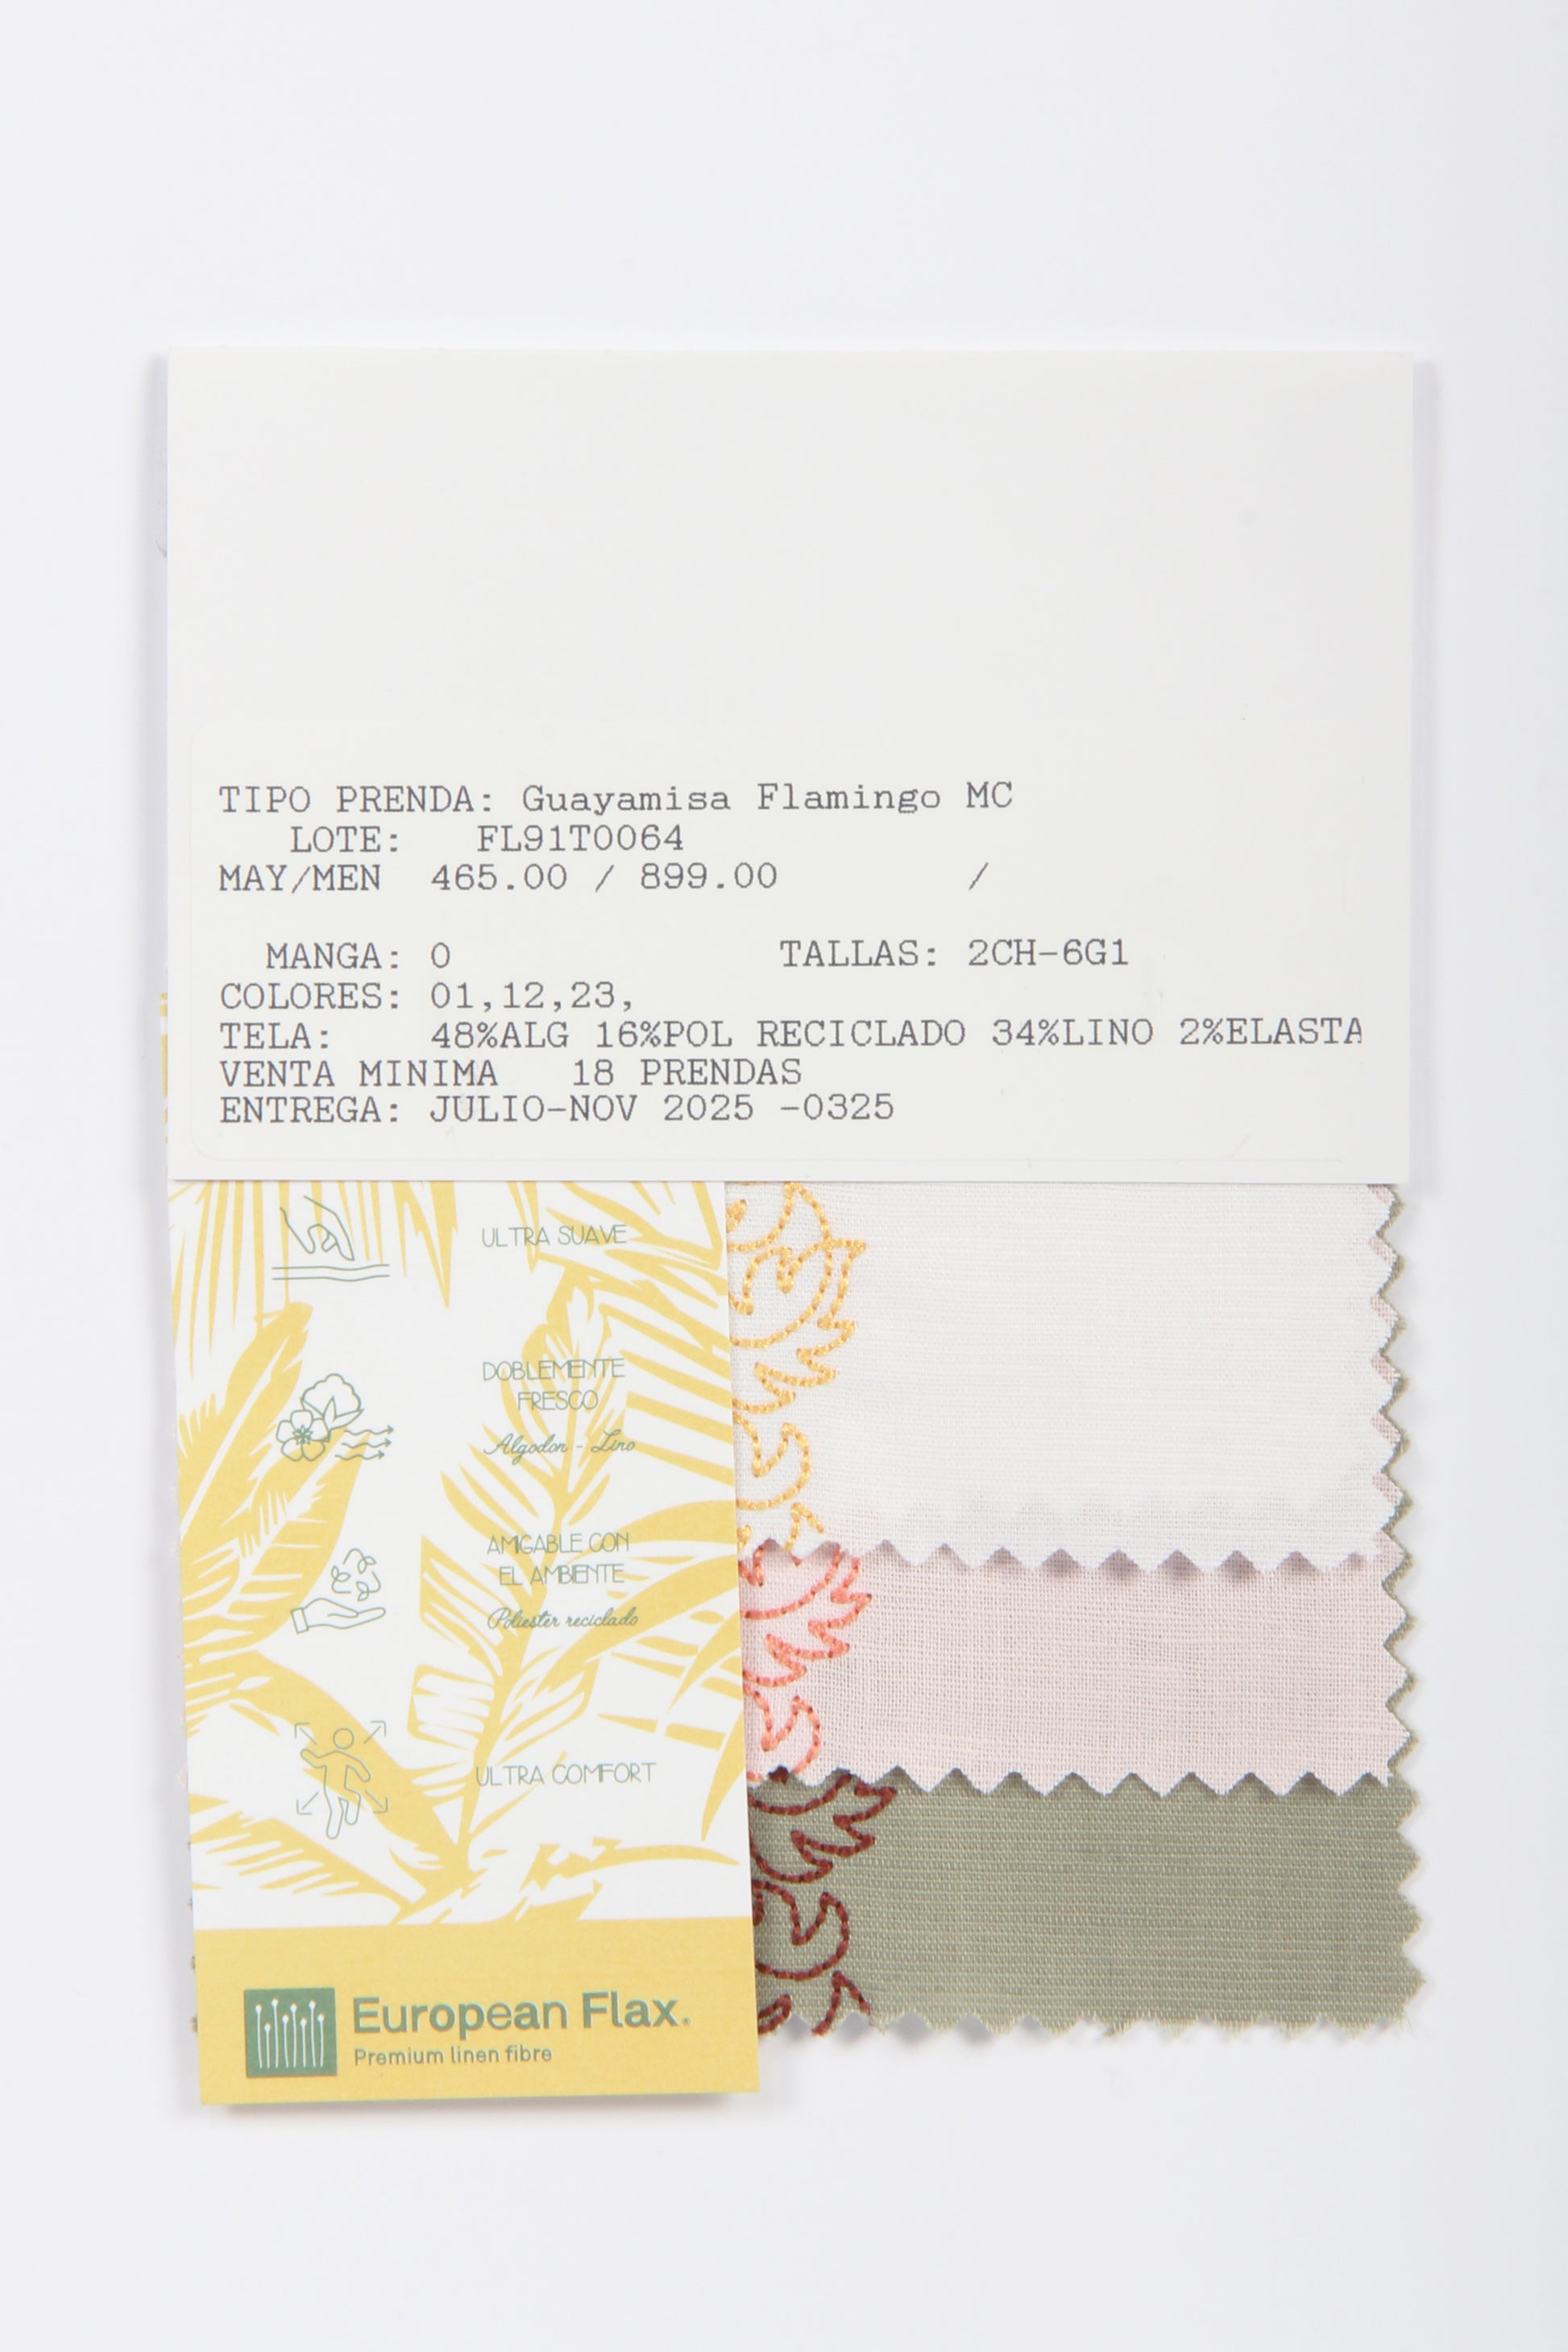 TIPO PRENDA: Guayamisa Flamingo MC
LOTE: FL91T0064
MAY/MEN 465.00 / 899.00 /
MANGA: 0 TALLAS: 2CH-6G1
COLORES: 01,12,23,
TELA: 48%ALG 16%POL RECICLADO 34%LINO 2%ELASTA
VENTA MINIMA 18 PRENDAS
ENTREGA: JULIO-NOV 2025 -0325
ULTRA SUAVE
DOBLEMENTE
FRESCO
Algodon - Lino
AMIGABLE CON
EL AMBIENTE
Poliester reciclado
ULTRA COMFORT
European Flax.
Premium linen fibre